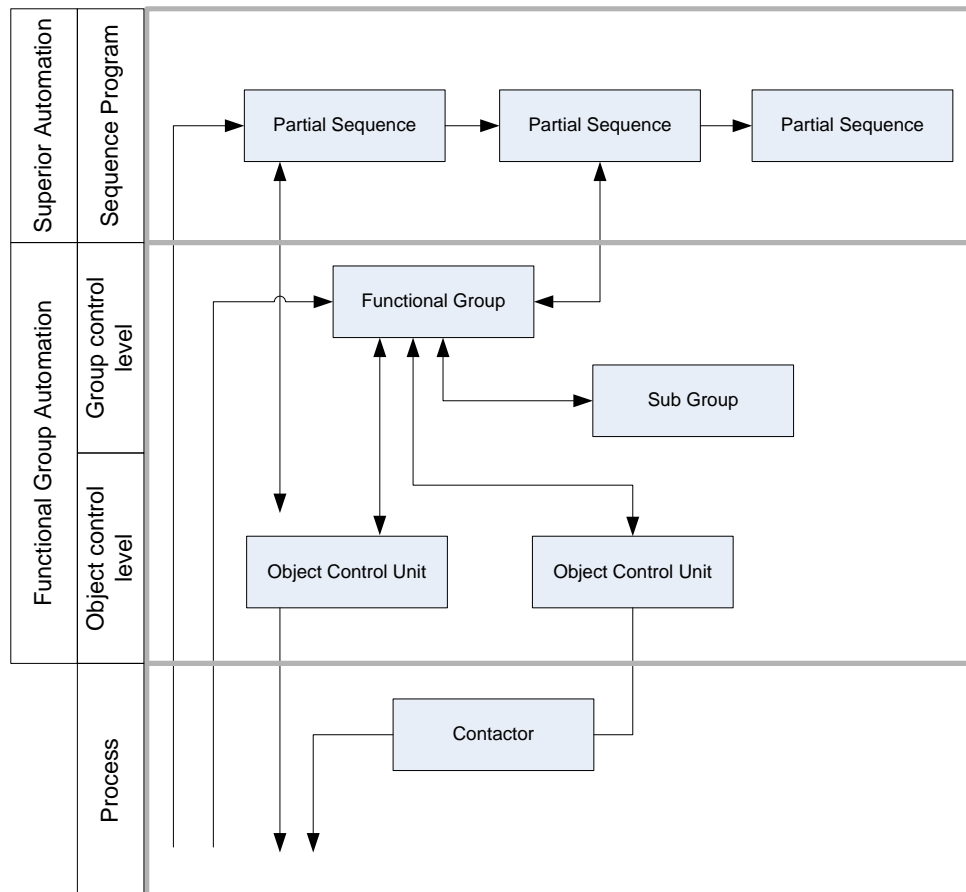 Superior Automation
Sequence Program
Partial Sequence
Partial Sequence
Partial Sequence
Functional Group Automation
Group control
level
Functional Group
Sub Group
Object control
level
Object Control Unit
Object Control Unit
Process
Contactor